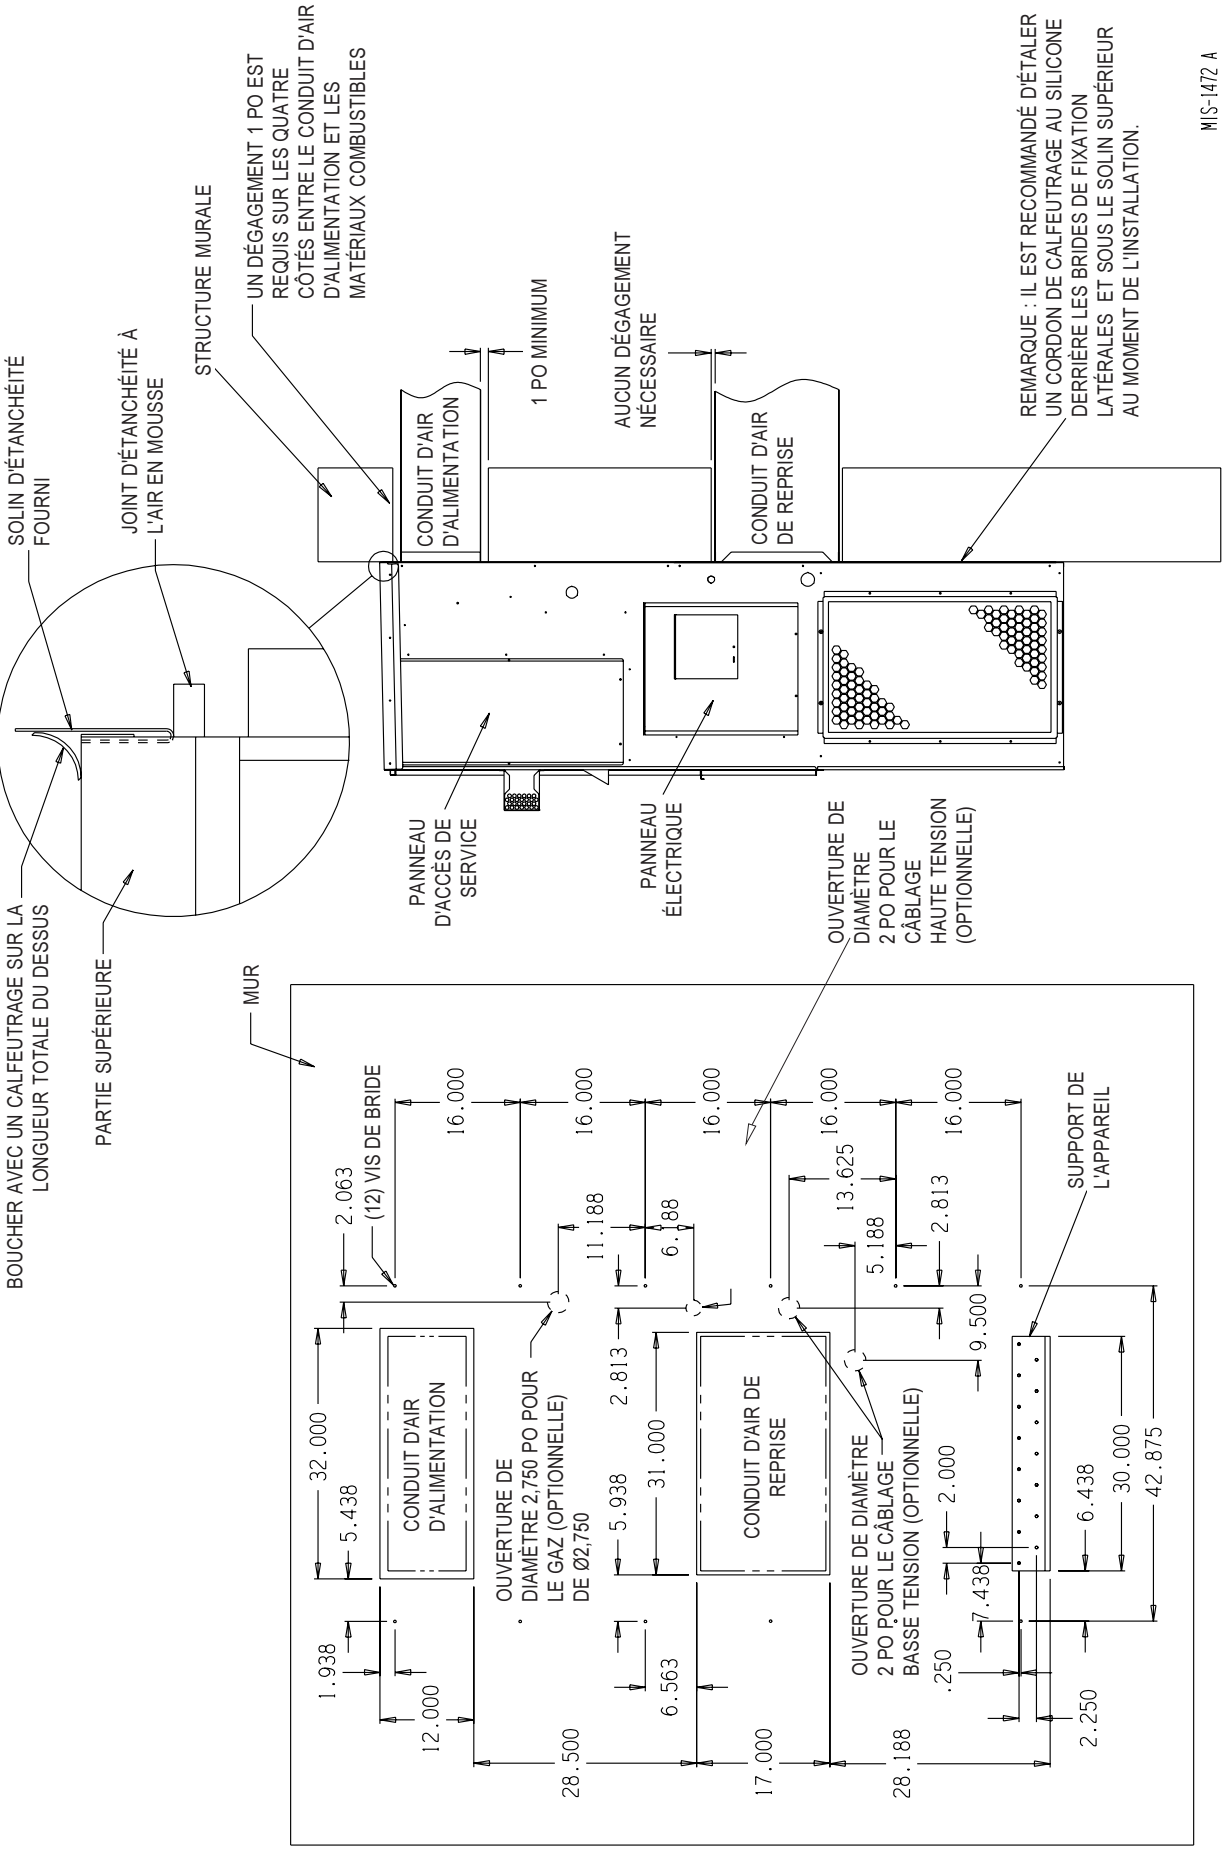 BOUCHER AVEC UN CALFEUTRAGE SUR LA
LONGUEUR TOTALE DU DESSUS
SOLIN D'ÉTANCHÉITÉ
FOURNI
PARTIE SUPÉRIEURE
JOINT D'ÉTANCHÉITÉ À
L'AIR EN MOUSSE
STRUCTURE MURALE
UN DÉGAGEMENT 1 PO EST
REQUIS SUR LES QUATRE
CÔTÉS ENTRE LE CONDUIT D'AIR
D'ALIMENTATION ET LES
MATÉRIAUX COMBUSTIBLES
MUR
CONDUIT D'AIR
D'ALIMENTATION
1 PO MINIMUM
AUCUN DÉGAGEMENT
NÉCESSAIRE
CONDUIT D'AIR
DE REPRISE
PANNEAU
D'ACCÈS DE
SERVICE
PANNEAU
ÉLECTRIQUE
OUVERTURE DE
DIAMÈTRE
2 PO POUR LE
CÂBLAGE
HAUTE TENSION
(OPTIONNELLE)
REMARQUE : IL EST RECOMMANDÉ D'ÉTALER
UN CORDON DE CALFEUTRAGE AU SILICONE
DERRIÈRE LES BRIDES DE FIXATION
LATÉRALES ET SOUS LE SOLIN SUPÉRIEUR
AU MOMENT DE L'INSTALLATION.
1.938
5.438
32.000
2.063
(12) VIS DE BRIDE
12.000
CONDUIT D'AIR
D'ALIMENTATION
16.000
16.000
16.000
16.000
16.000
OUVERTURE DE
DIAMÈTRE 2,750 PO POUR
LE GAZ (OPTIONNELLE)
DE Ø2,750
11.188
6.188
28.500
6.563
5.938
31.000
2.813
17.000
CONDUIT D'AIR DE
REPRISE
13.625
5.188
2.813
OUVERTURE DE DIAMÈTRE
2 PO POUR LE CÂBLAGE
BASSE TENSION (OPTIONNELLE)
28.188
.250
7.438
2.000
9.500
SUPPORT DE
L'APPAREIL
2.250
6.438
30.000
42.875
MIS-1472 A